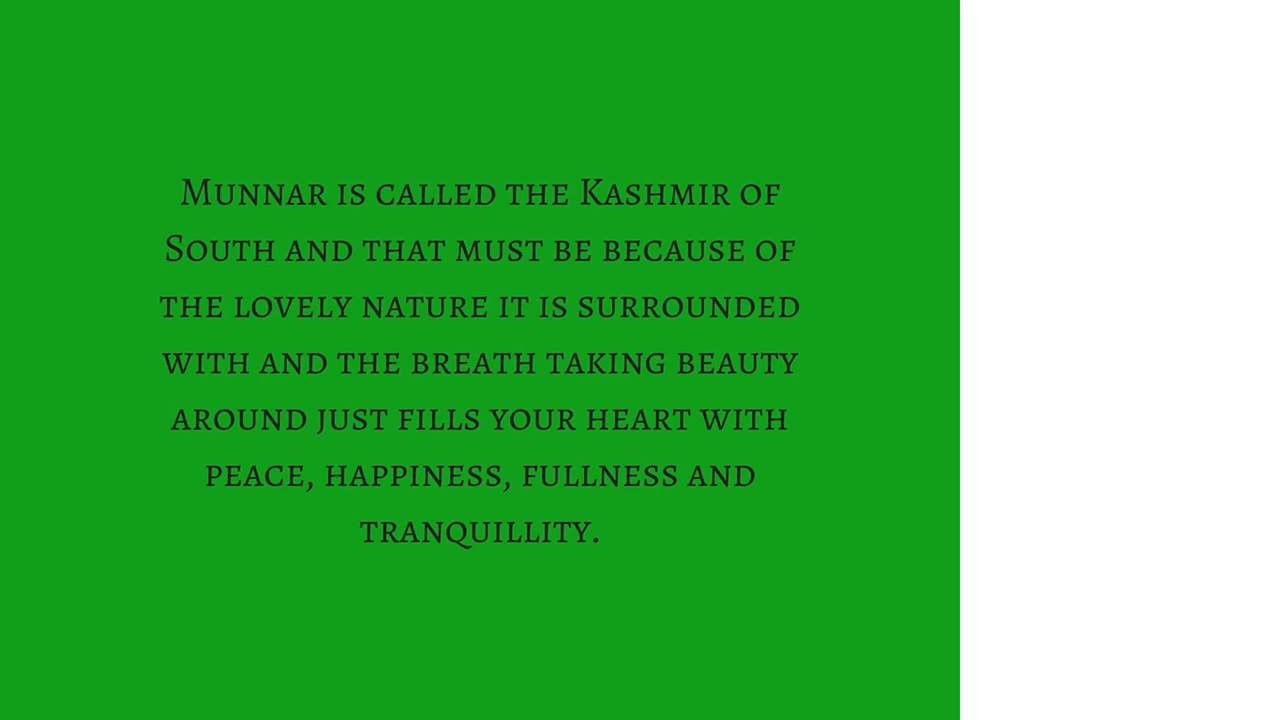 Munnar is called the Kashmir of
South and that must be because of
the lovely nature it is surrounded
with and the breath taking beauty
around just fills your heart with
peace, happiness, fullness and
tranquillity.